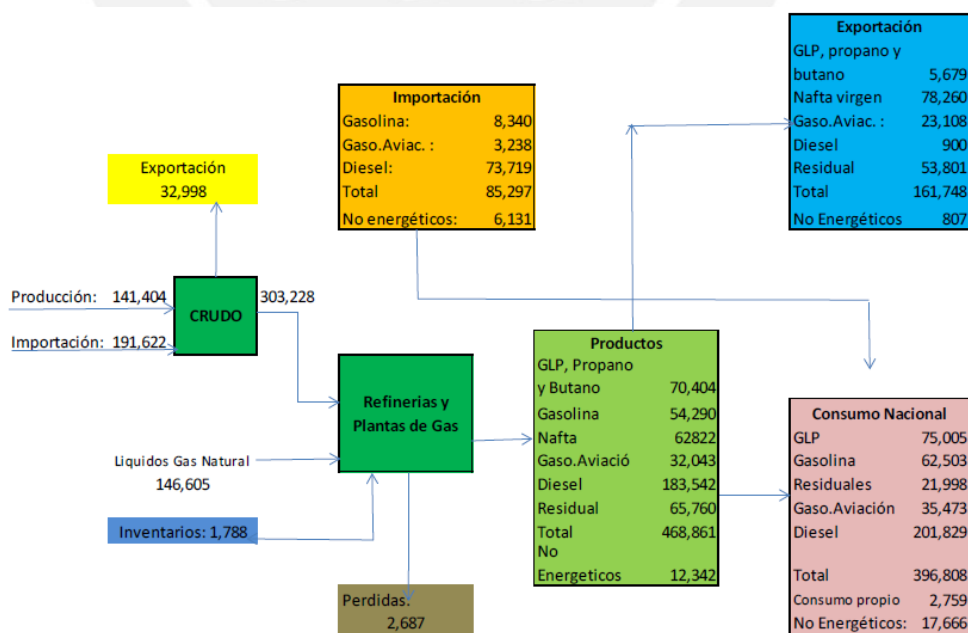 Exportación
GLP, propano y
butano 5,679
Nafta virgen 78,260
Gaso.Aviac. : 23,108
Diesel 900
Residual 53,801
Total 161,748
No Energéticos 807
Importación
Gasolina: 8,340
Gaso.Aviac. : 3,238
Diesel: 73,719
Total 85,297
No energéticos: 6,131
Exportación
32,998
Producción: 141,404
Importación: 191,622
CRUDO
303,228
Refinerias y
Plantas de Gas
Liquidos Gas Natural
146,605
Inventarios: 1,788
Perdidas:
2,687
Productos
GLP, Propano
y Butano 70,404
Gasolina 54,290
Nafta 62822
Gaso.Aviació 32,043
Diesel 183,542
Residual 65,760
Total 468,861
No
Energeticos 12,342
Consumo Nacional
GLP 75,005
Gasolina 62,503
Residuales 21,998
Gaso.Aviación 35,473
Diesel 201,829
Total 396,808
Consumo propio 2,759
No Energéticos: 17,666